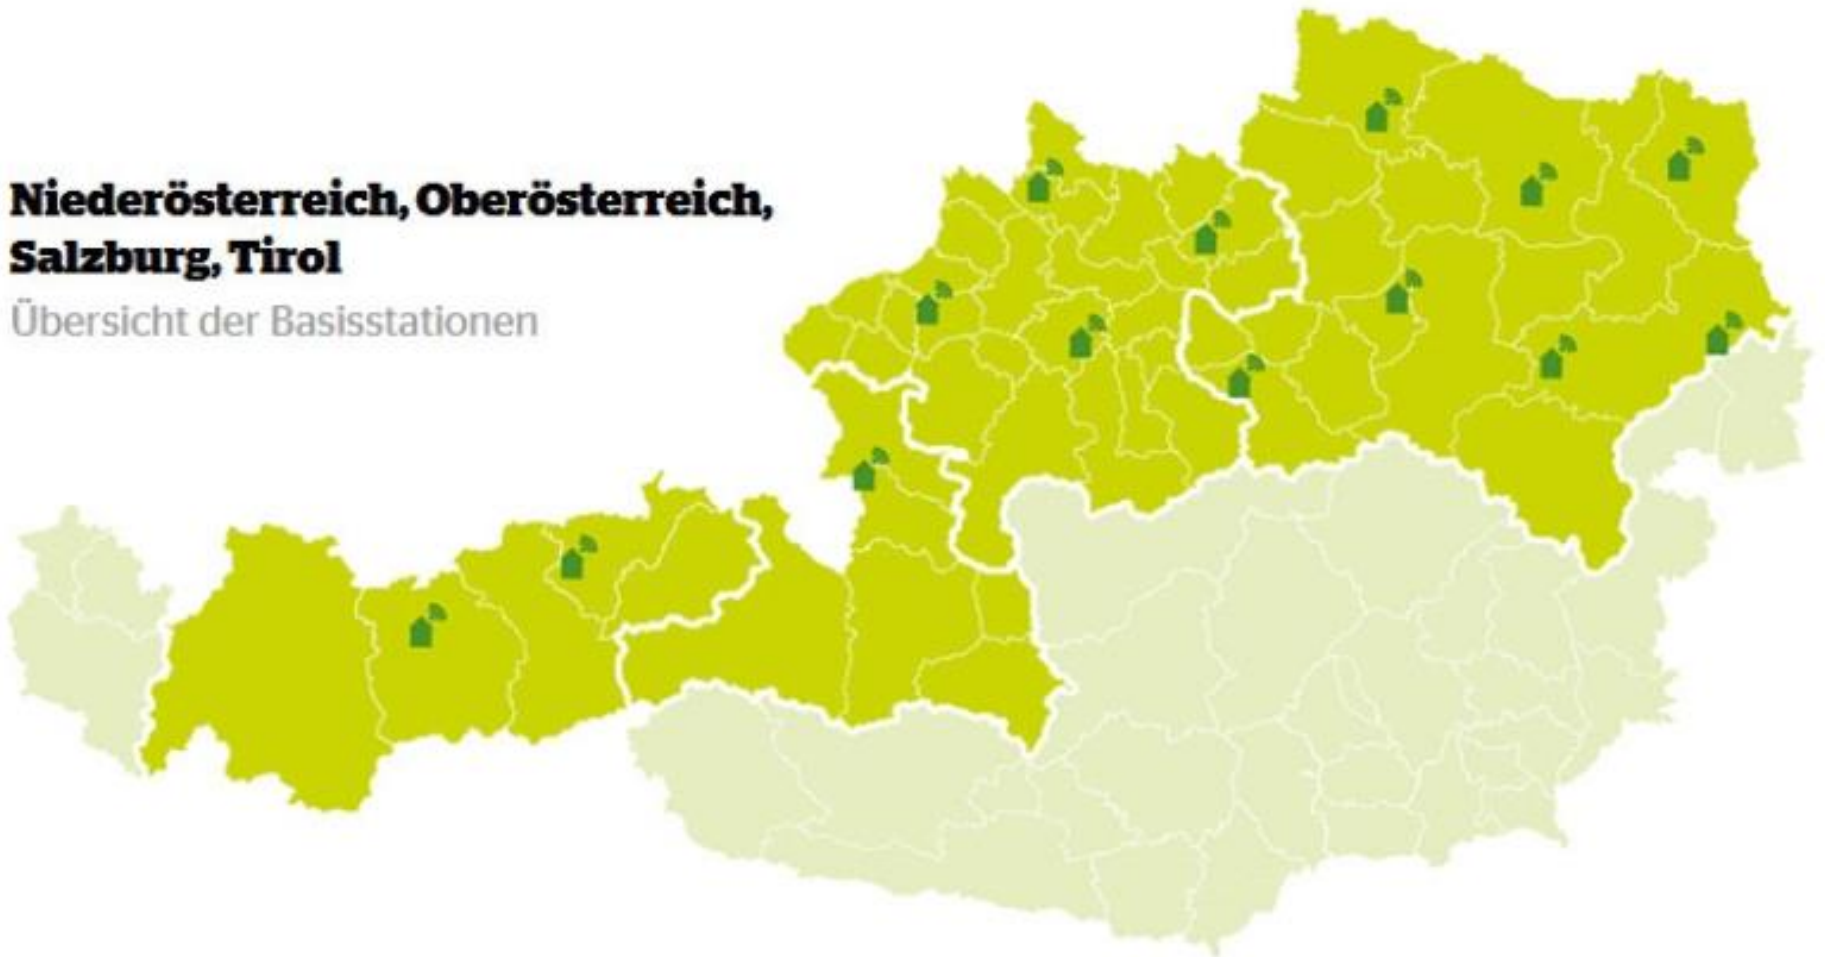 Niederösterreich, Oberösterreich,
Salzburg, Tirol
Übersicht der Basisstationen